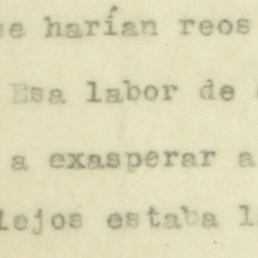 se harían reos
Esa labor de
a exasperar a
lejos estaba l